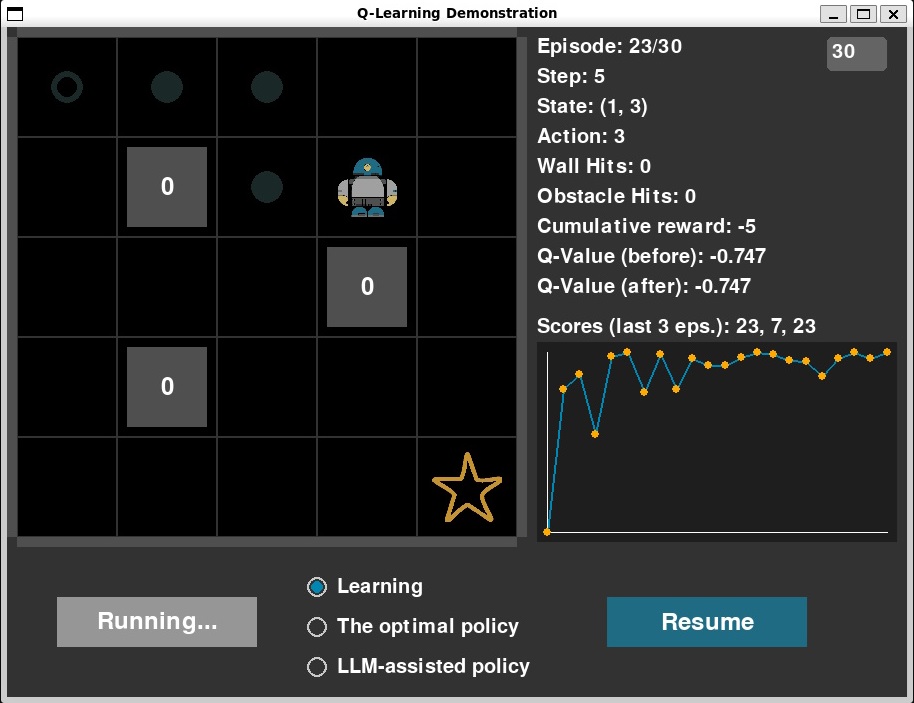 Q-Learning Demonstration
Episode: 23/30
30
Step: 5
State: (1, 3)
Action: 3
Wall Hits: 0
Obstacle Hits: 0
Cumulative reward: -5
Q-Value (before): -0.747
Q-Value (after): -0.747
Scores (last 3 eps.): 23, 7, 23
0
0
0
Learning
Running...
The optimal policy
Resume
LLM-assisted policy